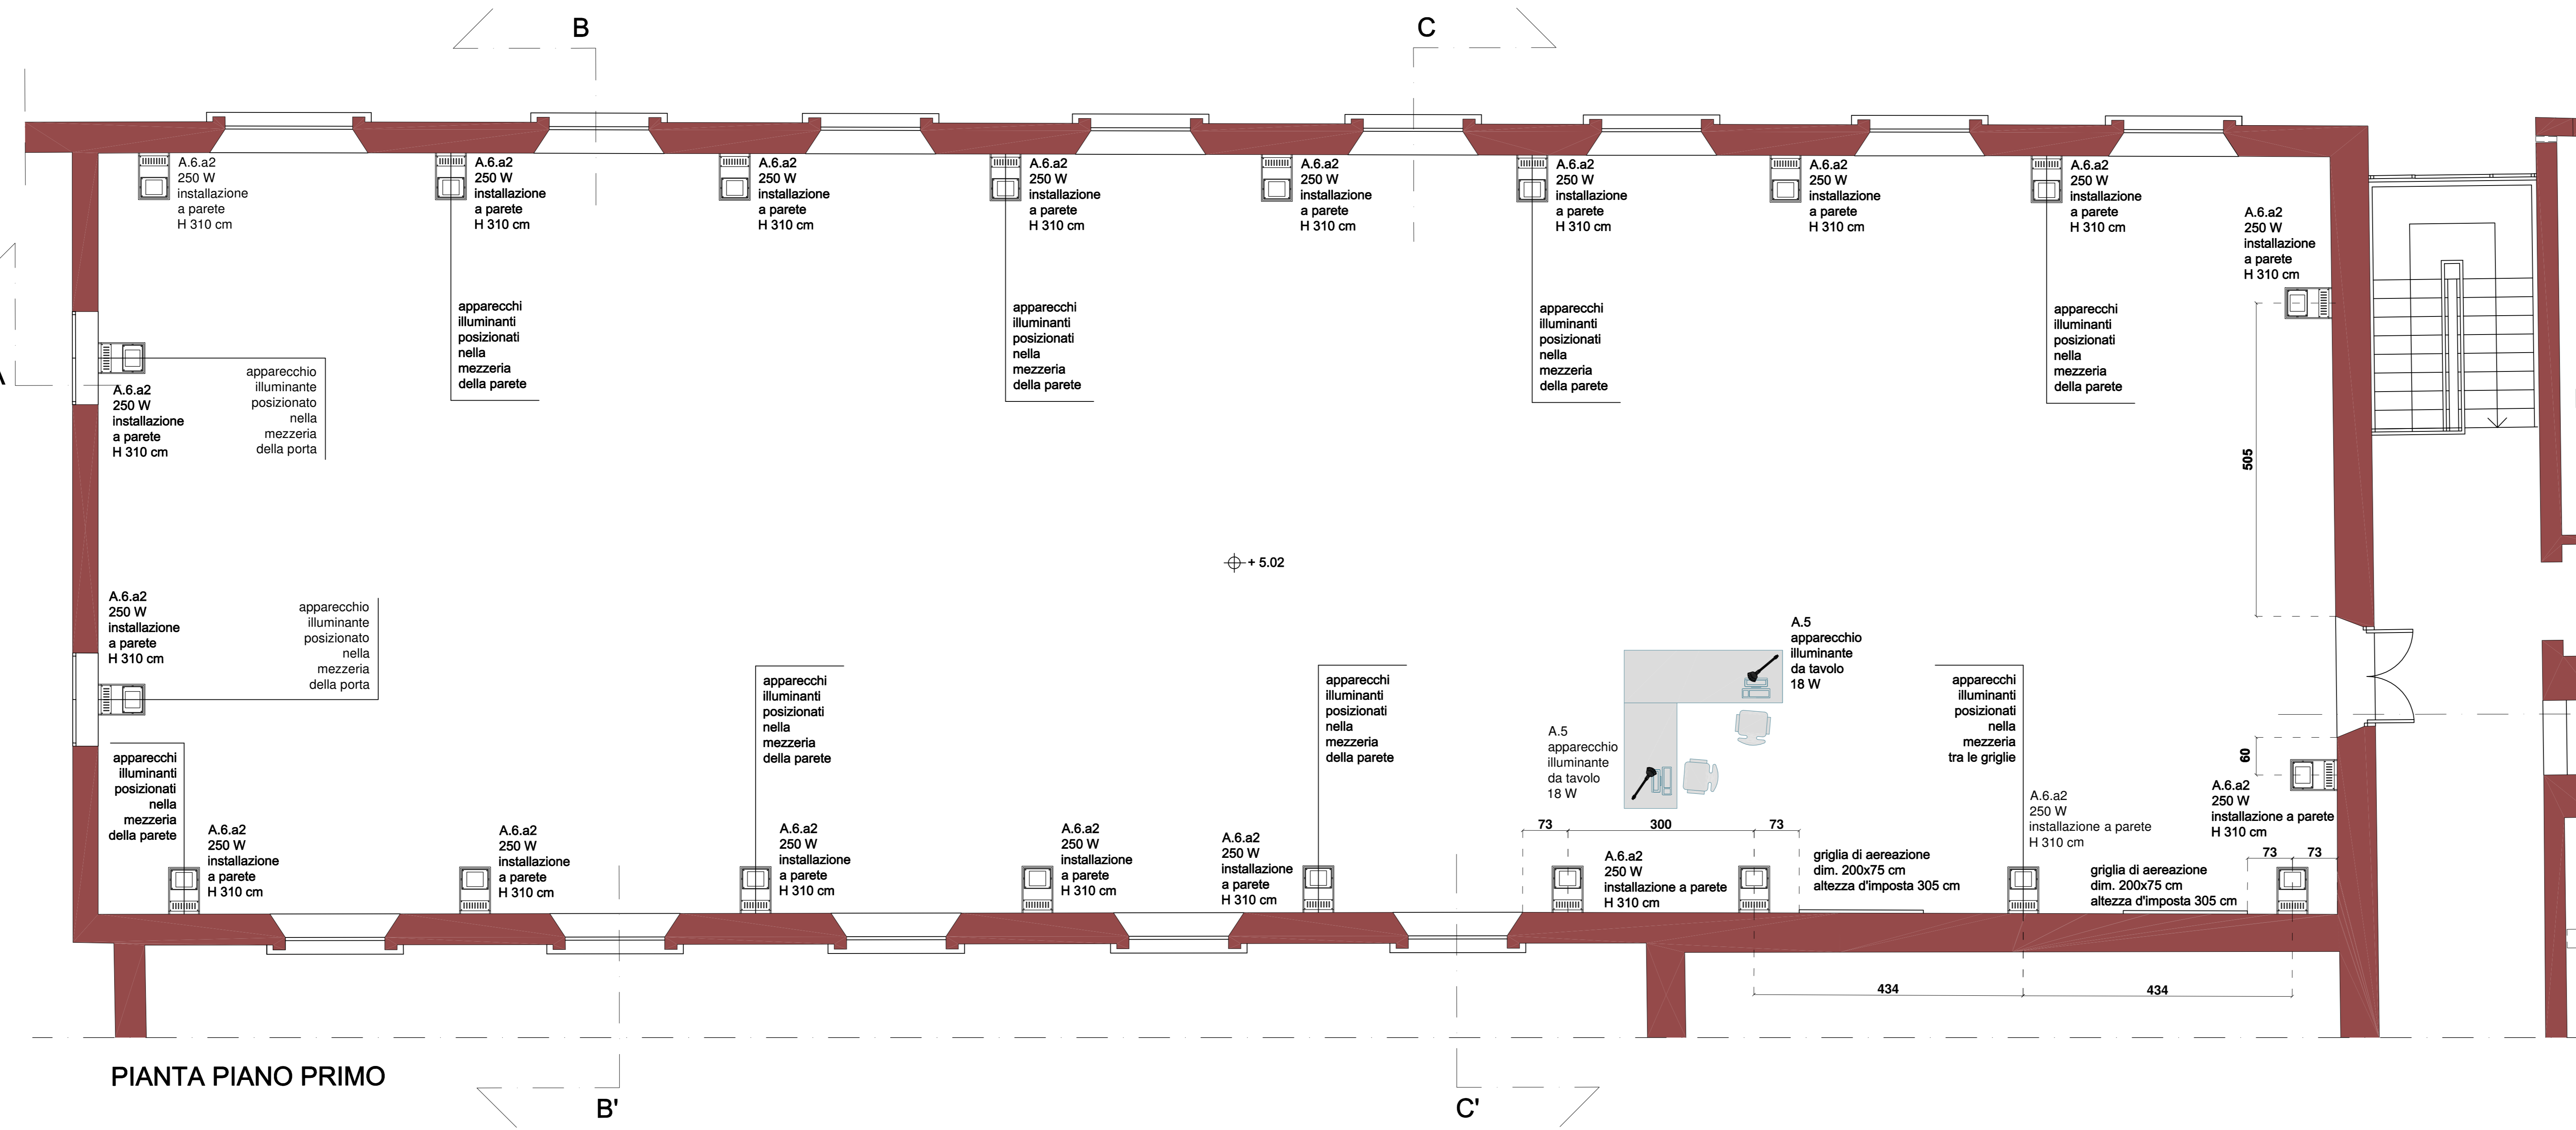 B
C
A.6.a2
250 W
installazione
a parete
H 310 cm
A.6.a2
250 W
installazione
a parete
H 310 cm
A.6.a2
250 W
installazione
a parete
H 310 cm
A.6.a2
250 W
installazione
a parete
H 310 cm
A.6.a2
250 W
installazione
a parete
H 310 cm
A.6.a2
250 W
installazione
a parete
H 310 cm
A.6.a2
250 W
installazione
a parete
H 310 cm
A.6.a2
250 W
installazione
a parete
H 310 cm
A.6.a2
250 W
installazione
a parete
H 310 cm
apparecchi
illuminanti
posizionati
nella
mezzeria
della parete
apparecchi
illuminanti
posizionati
nella
mezzeria
della parete
apparecchi
illuminanti
posizionati
nella
mezzeria
della parete
apparecchi
illuminanti
posizionati
nella
mezzeria
della parete
A
apparecchio
illuminante
posizionato
nella
mezzeria
della porta
A.6.a2
250 W
installazione
a parete
H 310 cm
505
+ 5.02
A.6.a2
250 W
installazione
a parete
H 310 cm
apparecchio
illuminante
posizionato
nella
mezzeria
della porta
apparecchi
illuminanti
posizionati
nella
mezzeria
della parete
apparecchi
illuminanti
posizionati
nella
mezzeria
della parete
apparecchi
illuminanti
posizionati
nella
mezzeria
della parete
A.5
apparecchio
illuminante
da tavolo
18 W
A.5
apparecchio
illuminante
da tavolo
18 W
apparecchi
illuminanti
posizionati
nella
mezzeria
tra le griglie
60
A.6.a2
250 W
installazione a parete
H 310 cm
A.6.a2
250 W
installazione a parete
H 310 cm
A.6.a2
250 W
installazione
a parete
H 310 cm
A.6.a2
250 W
installazione
a parete
H 310 cm
A.6.a2
250 W
installazione
a parete
H 310 cm
A.6.a2
250 W
installazione
a parete
H 310 cm
A.6.a2
250 W
installazione
a parete
H 310 cm
73
300
73
A.6.a2
250 W
installazione a parete
H 310 cm
griglia di aereazione
dim. 200x75 cm
altezza d'imposta 305 cm
griglia di aereazione
dim. 200x75 cm
altezza d'imposta 305 cm
73
73
434
434
PIANTA PIANO PRIMO
B'
C'